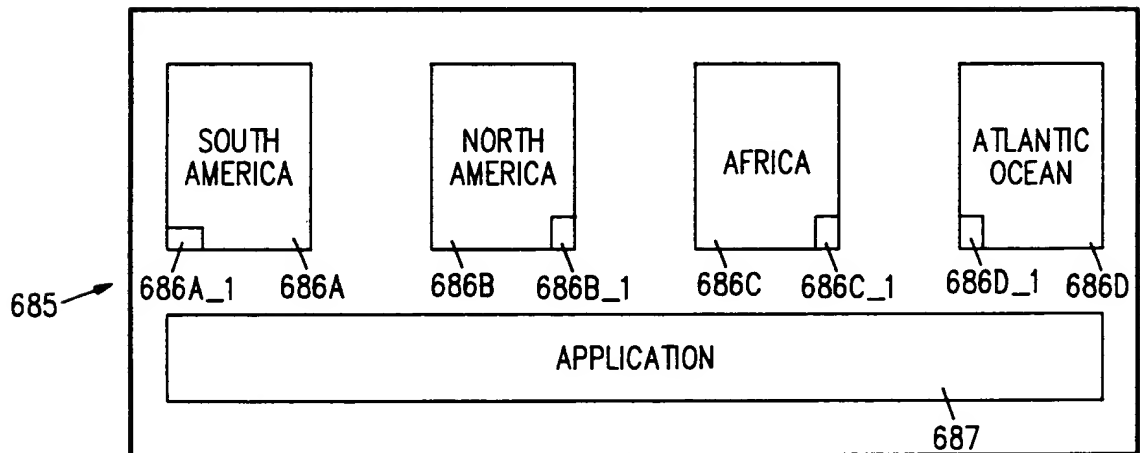 SOUTH
AMERICA
NORTH
AMERICA
AFRICA
ATLANTIC
OCEAN
686A_1 686A 686B 686B_1 686C 686C_1 686D_1 686D
685
APPLICATION
687